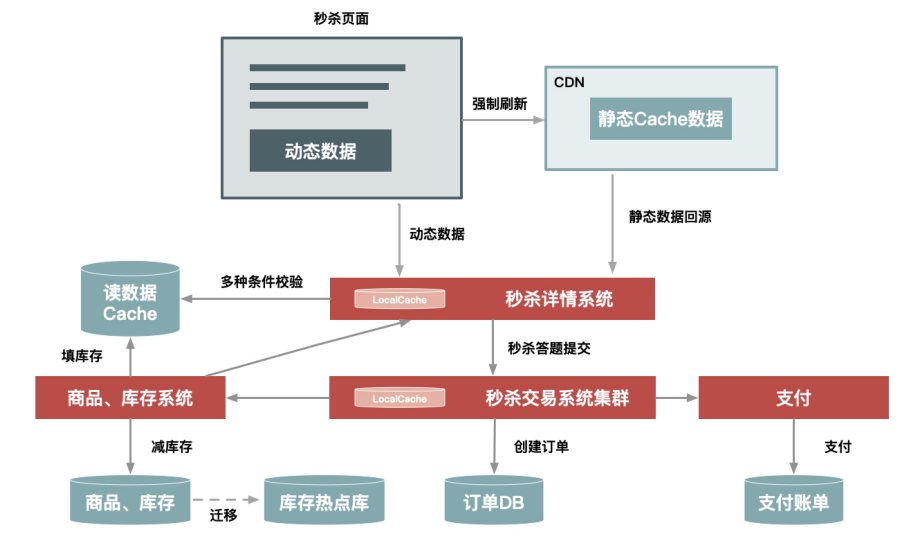 秒杀页面
CDN
强制刷新
静态Cache数据
动态数据
静态数据回源
动态数据
多种条件校验
读数据
Cache
LocalCache
秒杀详情系统
填库存
秒杀答题提交
商品、库存系统
LocalCache
秒杀交易系统集群
支付
减库存
创建订单
支付
商品、库存
迁移
库存热点库
订单DB
支付账单